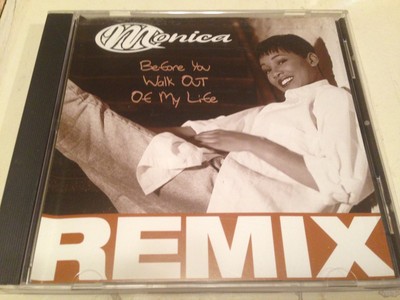 Monica
Before You
Walk Out
Of My Life
REMIX